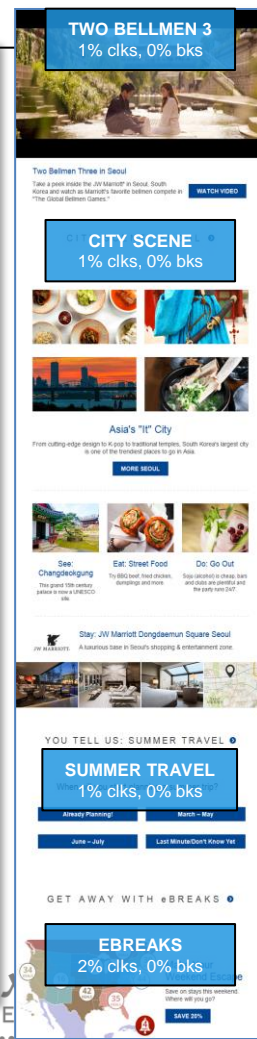 TWO BELLMEN 3
1% clks, 0% bks
Two Bellmen Three in Seoul
Take a peek inside the JW Marriott® in Seoul, South
Korea and watch as Marriott's favorite bellmen compete in
"The Global Bellmen Games."
WATCH VIDEO
CITY SCENE
1% clks, 0% bks
Asia's "It" City
From cutting-edge design to K-pop to traditional temples, South Korea's largest city
is one of the trendiest places to go in Asia.
MORE SEOUL
See:
Changdeokgung
This grand 15th century
palace is now a UNESCO
site.
Eat: Street Food
Try BBQ beef, fried chicken,
dumplings and more.
Do: Go Out
Soju (alcohol) is cheap, bars
and clubs are plentiful and
the party runs 24/7.
JW MARRIOTT
Stay: JW Marriott Dongdaemun Square Seoul
A luxurious base in Seoul's shopping & entertainment zone.
YOU TELL US: SUMMER TRAVEL
SUMMER TRAVEL
1% clks, 0% bks
trip?
Already Planning!
March – May
June – July
Last Minute/Don't Know Yet
GET AWAY WITH eBREAKS
EBREAKS
2% clks, 0% bks
Weekend Escape
Save on stays this weekend.
Where will you go?
SAVE 20%
34
42
35